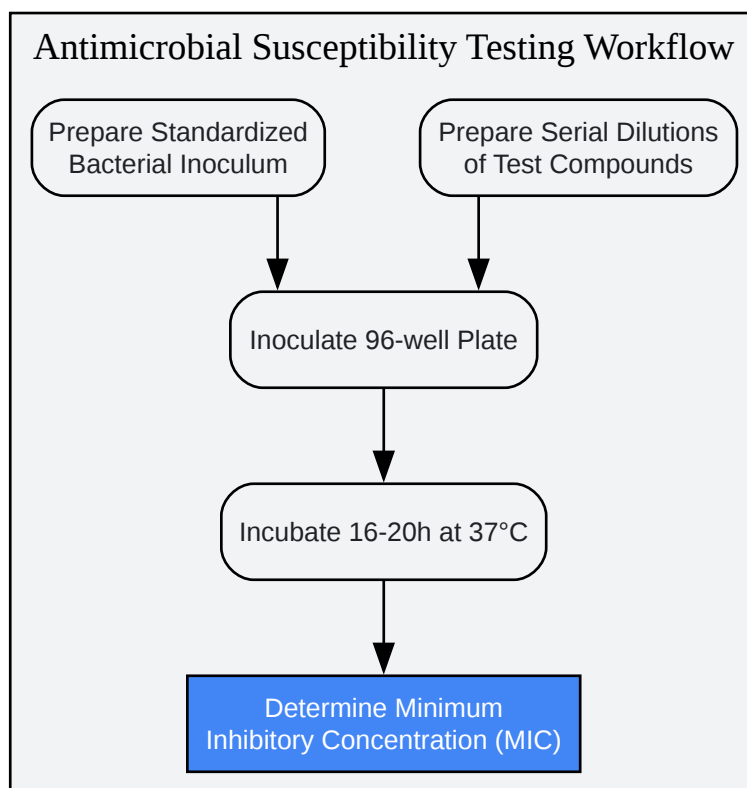 Antimicrobial Susceptibility Testing Workflow
Prepare Standardized
Bacterial Inoculum
Prepare Serial Dilutions
of Test Compounds
Inoculate 96-well Plate
Incubate 16-20h at 37°C
Determine Minimum
Inhibitory Concentration (MIC)